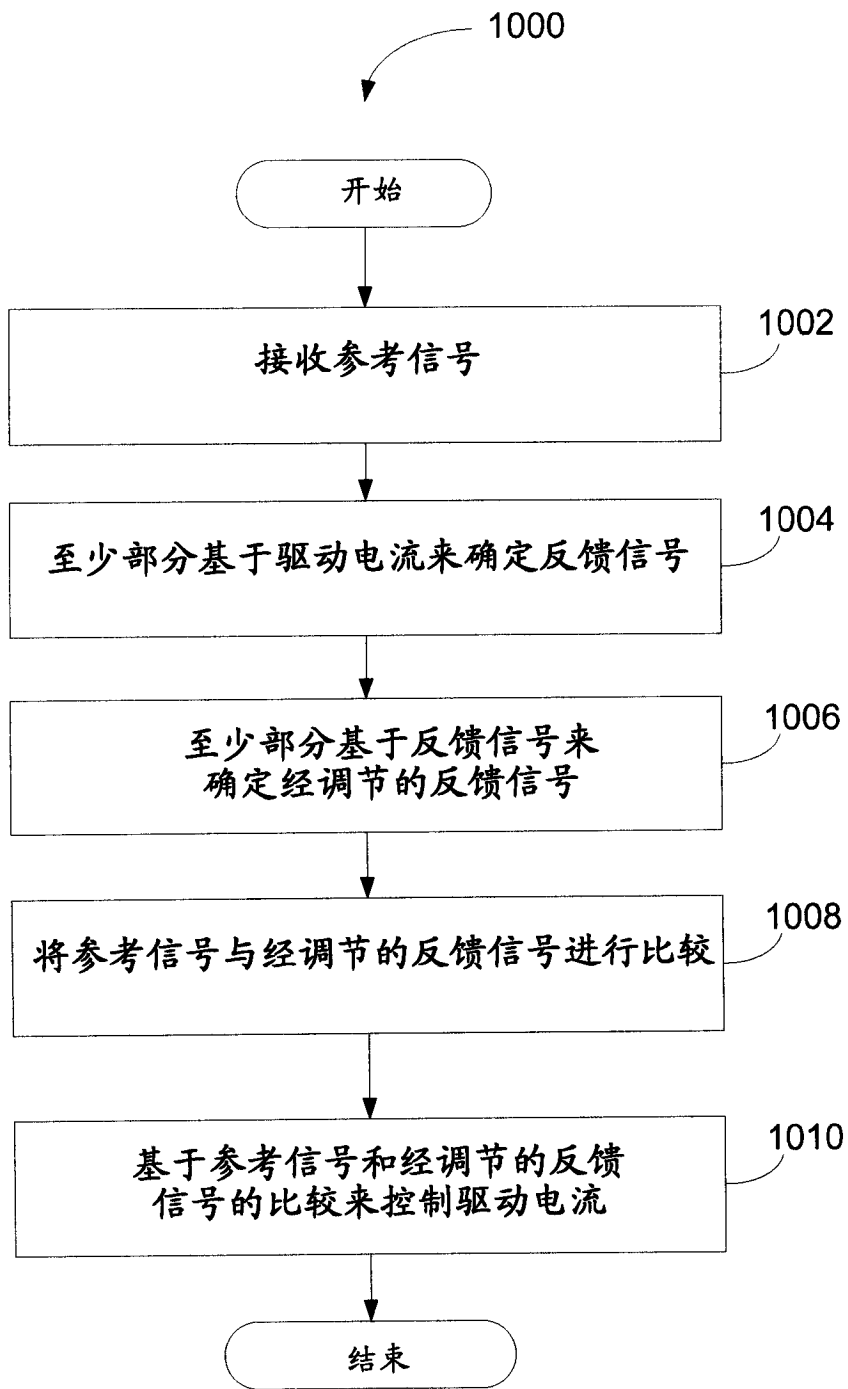 1000
开始
1002
接收参考信号
1004
至少部分基于驱动电流来确定反馈信号
1006
至少部分基于反馈信号来
确定经调节的反馈信号
1008
将参考信号与经调节的反馈信号进行比较
1010
基于参考信号和经调节的反馈
信号的比较来控制驱动电流
结束